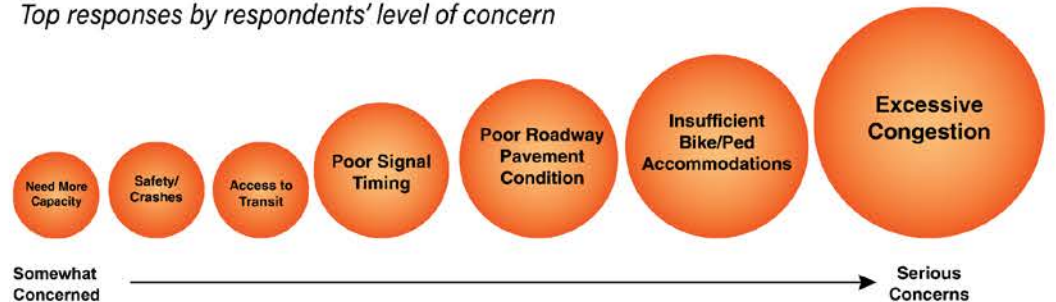 Top responses by respondents' level of concern
Need More
Capacity
Safety/
Crashes
Access to
Transit
Poor Signal
Timing
Poor Roadway
Pavement
Condition
Insufficient
Bike/Ped
Accommodations
Excessive
Congestion
Somewhat
Concerned
Serious
Concerns